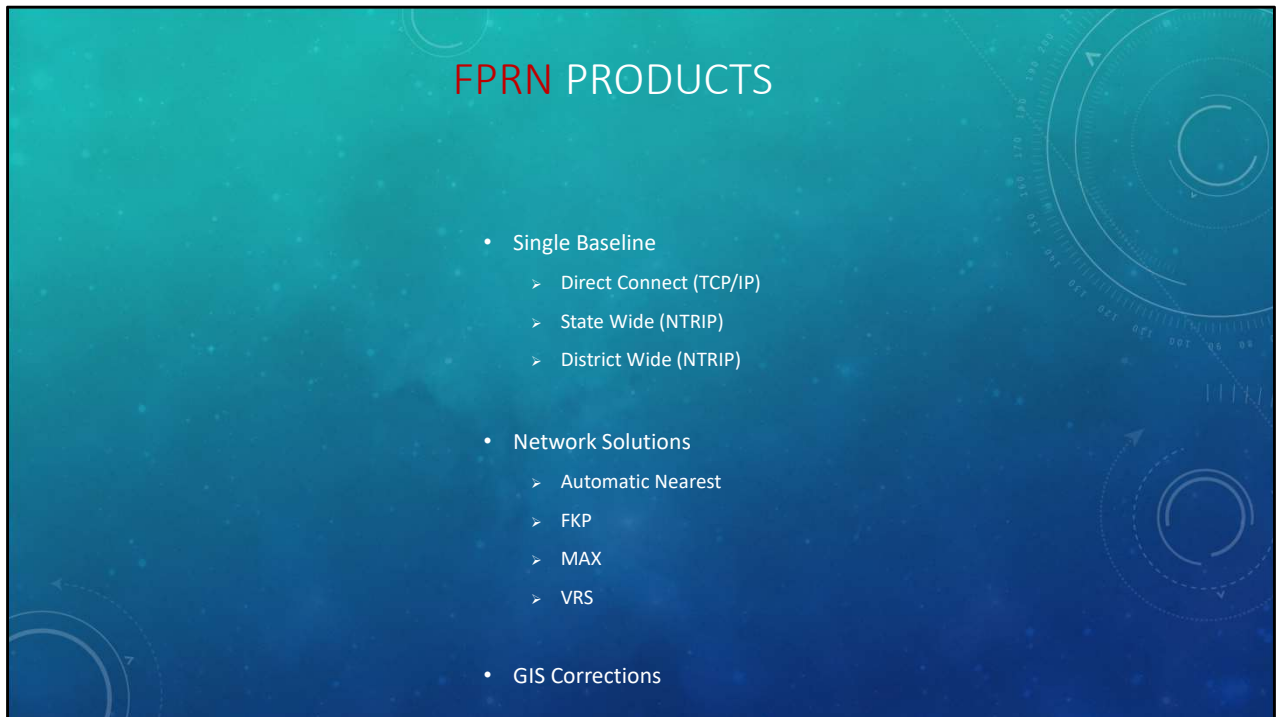 FPRN PRODUCTS
• Single Baseline
➢ Direct Connect (TCP/IP)
➢ State Wide (NTRIP)
➢ District Wide (NTRIP)
• Network Solutions
➢ Automatic Nearest
➢ FKP
➢ MAX
➢ VRS
• GIS Corrections